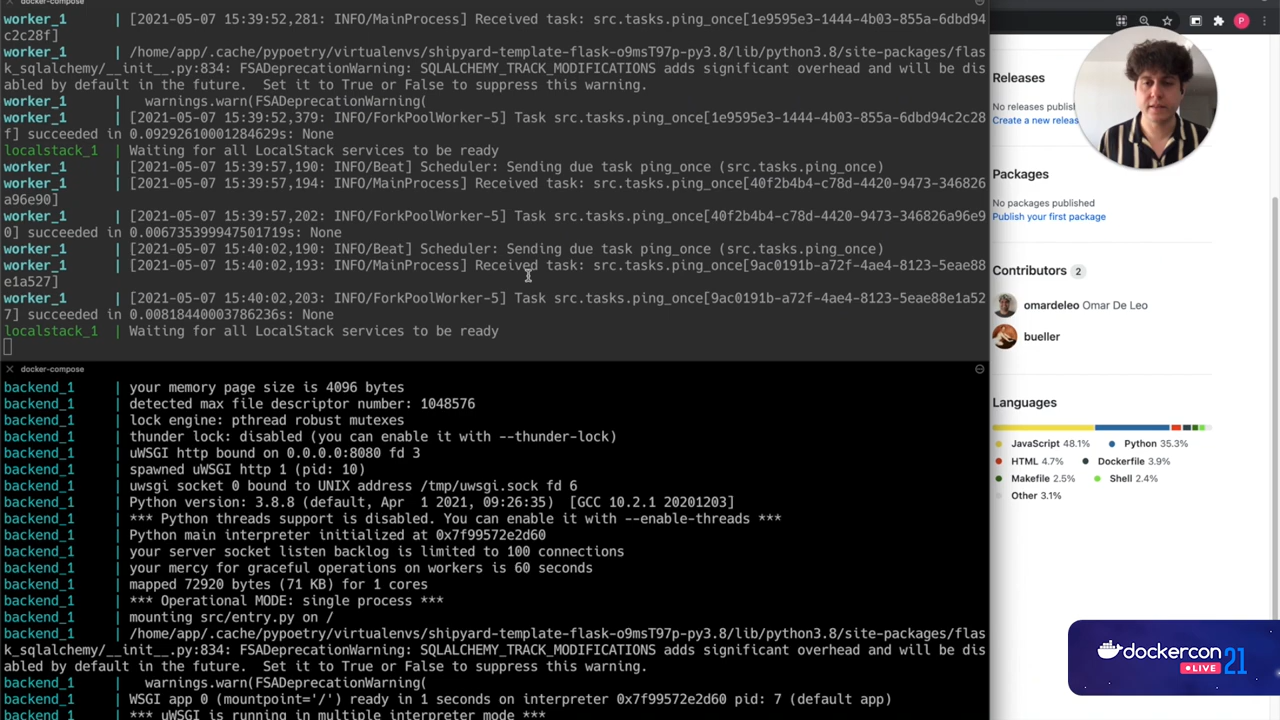 docker-compose
worker_1 | [2021-05-07 15:39:52,281: INFO/MainProcess] Received task: src.tasks.ping_once[1e9595e3-1444-4b03-855a-6dbd94
c2c28f]
worker_1 | /home/app/.cache/pypoetry/virtualenvs/shipyard-template-flask-o9msT97p-py3.8/lib/python3.8/site-packages/flas
k_sqlalchemy/__init__.py:834: FSADeprecationWarning: SQLALCHEMY_TRACK_MODIFICATIONS adds significant overhead and will be dis
abled by default in the future.  Set it to True or False to suppress this warning.
worker_1 |   warnings.warn(FSADeprecationWarning(
worker_1 | [2021-05-07 15:39:52,379: INFO/ForkPoolWorker-5] Task src.tasks.ping_once[1e9595e3-1444-4b03-855a-6dbd94c2c28
f] succeeded in 0.09292610001284629s: None
localstack_1 | Waiting for all LocalStack services to be ready
worker_1 | [2021-05-07 15:39:57,190: INFO/Beat] Scheduler: Sending due task ping_once (src.tasks.ping_once)
worker_1 | [2021-05-07 15:39:57,194: INFO/MainProcess] Received task: src.tasks.ping_once[40f2b4b4-c78d-4420-9473-346826
a96e90]
worker_1 | [2021-05-07 15:39:57,202: INFO/ForkPoolWorker-5] Task src.tasks.ping_once[40f2b4b4-c78d-4420-9473-346826a96e9
0] succeeded in 0.006735399947501719s: None
worker_1 | [2021-05-07 15:40:02,190: INFO/Beat] Scheduler: Sending due task ping_once (src.tasks.ping_once)
worker_1 | [2021-05-07 15:40:02,193: INFO/MainProcess] Received task: src.tasks.ping_once[9ac0191b-a72f-4ae4-8123-5eae88
e1a527]
worker_1 | [2021-05-07 15:40:02,203: INFO/ForkPoolWorker-5] Task src.tasks.ping_once[9ac0191b-a72f-4ae4-8123-5eae88e1a52
7] succeeded in 0.008184400003786236s: None
localstack_1 | Waiting for all LocalStack services to be ready
docker-compose
backend_1 | your memory page size is 4096 bytes
backend_1 | detected max file descriptor number: 1048576
backend_1 | lock engine: pthread robust mutexes
backend_1 | thunder lock: disabled (you can enable it with --thunder-lock)
backend_1 | uWSGI http bound on 0.0.0.0:8080 fd 3
backend_1 | spawned uWSGI http 1 (pid: 10)
backend_1 | uwsgi socket 0 bound to UNIX address /tmp/uwsgi.sock fd 6
backend_1 | Python version: 3.8.8 (default, Apr  1 2021, 09:26:35)  [GCC 10.2.1 20201203]
backend_1 | *** Python threads support is disabled. You can enable it with --enable-threads ***
backend_1 | Python main interpreter initialized at 0x7f99572e2d60
backend_1 | your server socket listen backlog is limited to 100 connections
backend_1 | your mercy for graceful operations on workers is 60 seconds
backend_1 | mapped 72920 bytes (71 KB) for 1 cores
backend_1 | *** Operational MODE: single process ***
backend_1 | mounting src/entry.py on /
backend_1 | /home/app/.cache/pypoetry/virtualenvs/shipyard-template-flask-o9msT97p-py3.8/lib/python3.8/site-packages/flas
k_sqlalchemy/__init__.py:834: FSADeprecationWarning: SQLALCHEMY_TRACK_MODIFICATIONS adds significant overhead and will be dis
abled by default in the future.  Set it to True or False to suppress this warning.
backend_1 |   warnings.warn(FSADeprecationWarning(
backend_1 | WSGI app 0 (mountpoint='/') ready in 1 seconds on interpreter 0x7f99572e2d60 pid: 7 (default app)
backend_1 | *** uWSGI is running in multiple interpreter mode ***
P
Releases
No releases publish
Create a new releas
Packages
No packages published
Publish your first package
Contributors 2
omardeleo Omar De Leo
bueller
Languages
JavaScript 48.1% Python 35.3%
HTML 4.7% Dockerfile 3.9%
Makefile 2.5% Shell 2.4%
Other 3.1%
dockercon
LIVE 21